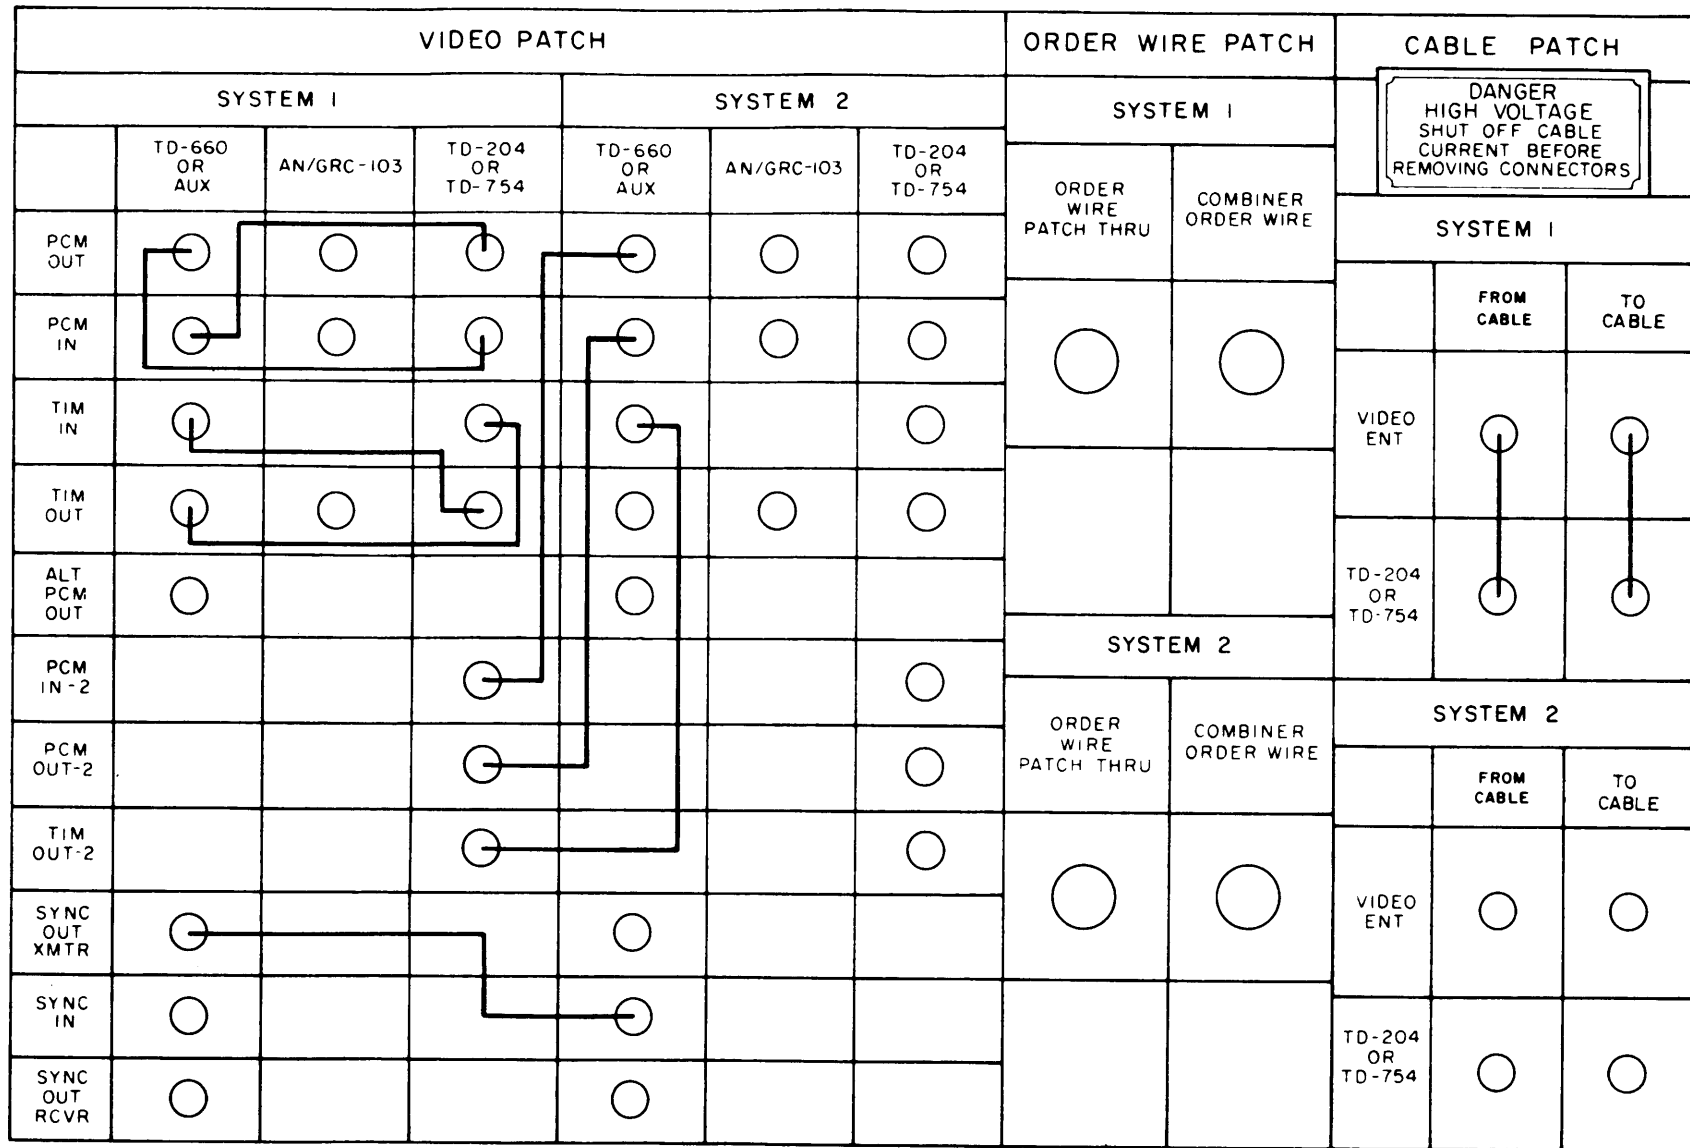 VIDEO PATCH
ORDER WIRE PATCH
CABLE PATCH
DANGER
HIGH VOLTAGE
SHUT OFF CABLE
CURRENT BEFORE
REMOVING CONNECTORS
SYSTEM 1
SYSTEM 2
TD-660
OR
AUX
AN/GRC-103
TD-204
OR
TD-754
TD-660
OR
AUX
AN/GRC-103
TD-204
OR
TD-754
PCM
OUT
PCM
IN
TIM
IN
TIM
OUT
ALT
PCM
OUT
PCM
IN-2
PCM
OUT-2
TIM
OUT-2
SYNC
OUT
XMTR
SYNC
IN
SYNC
OUT
RCVR
SYSTEM 1
ORDER
WIRE
PATCH THRU
COMBINER
ORDER WIRE
SYSTEM 2
ORDER
WIRE
PATCH THRU
COMBINER
ORDER WIRE
SYSTEM 1
FROM
CABLE
TO
CABLE
VIDEO
ENT
TD-204
OR
TD-754
SYSTEM 2
FROM
CABLE
TO
CABLE
VIDEO
ENT
TD-204
OR
TD-754